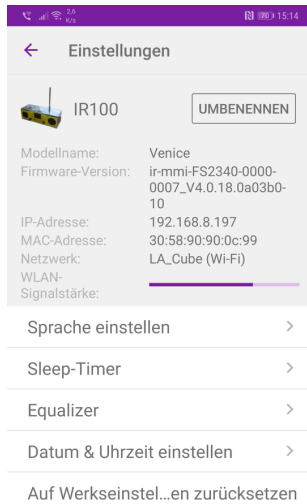 2,6
K/s
15:14
Einstellungen
IR100
UMBENENNEN
Modellname: Venice
Firmware-Version: ir-mmi-FS2340-0000-
0007_V4.0.18.0a03b0-
10
IP-Adresse: 192.168.8.197
MAC-Adresse: 30:58:90:90:0c:99
Netzwerk: LA_Cube (Wi-Fi)
WLAN-
Signalstärke:
Sprache einstellen
Sleep-Timer
Equalizer
Datum & Uhrzeit einstellen
Auf Werkseinstel...en zurücksetzen